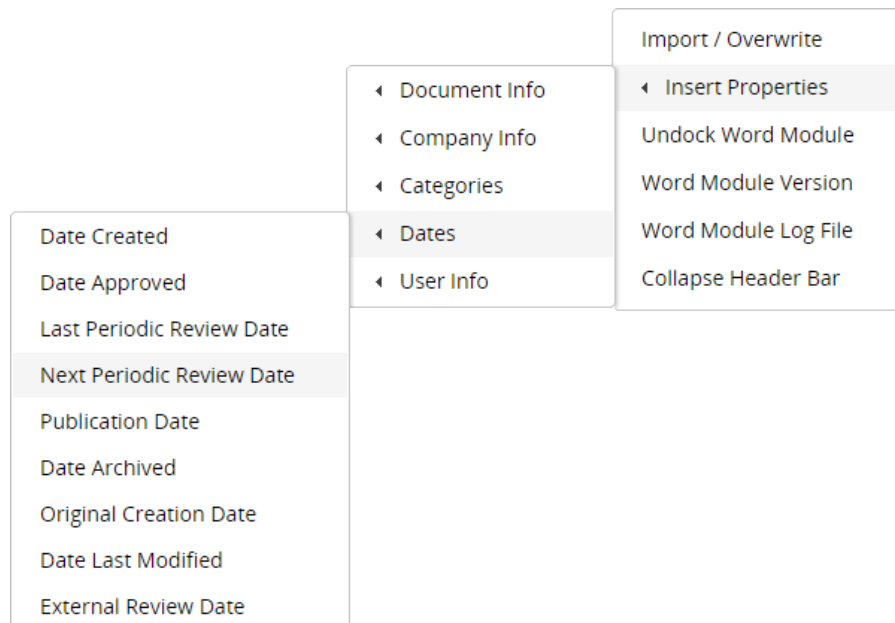 Import / Overwrite
Insert Properties
Undock Word Module
Word Module Version
Word Module Log File
Collapse Header Bar
Document Info
Company Info
Categories
Dates
User Info
Date Created
Date Approved
Last Periodic Review Date
Next Periodic Review Date
Publication Date
Date Archived
Original Creation Date
Date Last Modified
External Review Date